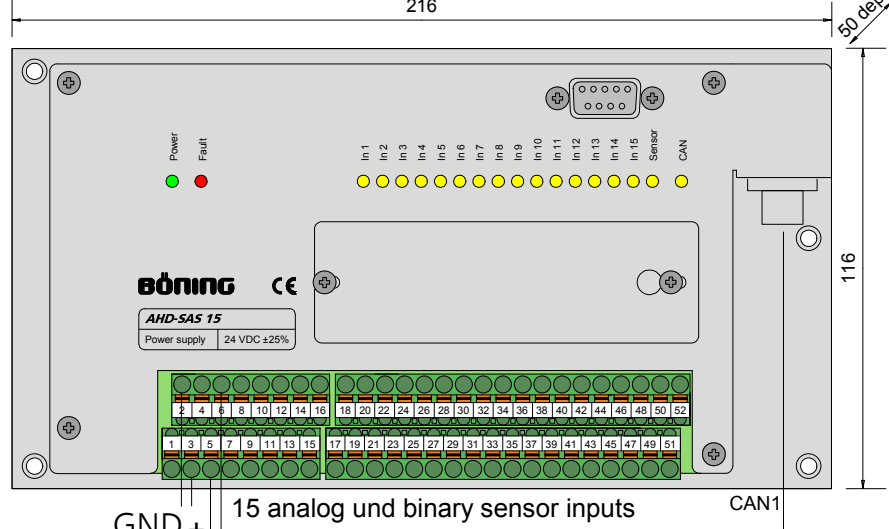 216
50 dep
Power
Fault
In 1
In 2
In 3
In 4
In 5
In 6
In 7
In 8
In 9
In 10
In 11
In 12
In 13
In 14
In 15
Sensor
CAN
116
BÖNING CE
AHD-SAS 15
Power supply 24 VDC ±25%
2 4 6 8 10 12 14 16 18 20 22 24 26 28 30 32 34 36 38 40 42 44 46 48 50 52
1 3 5 7 9 11 13 15 17 19 21 23 25 27 29 31 33 35 37 39 41 43 45 47 49 51
GND +
15 analog und binary sensor inputs
CAN1